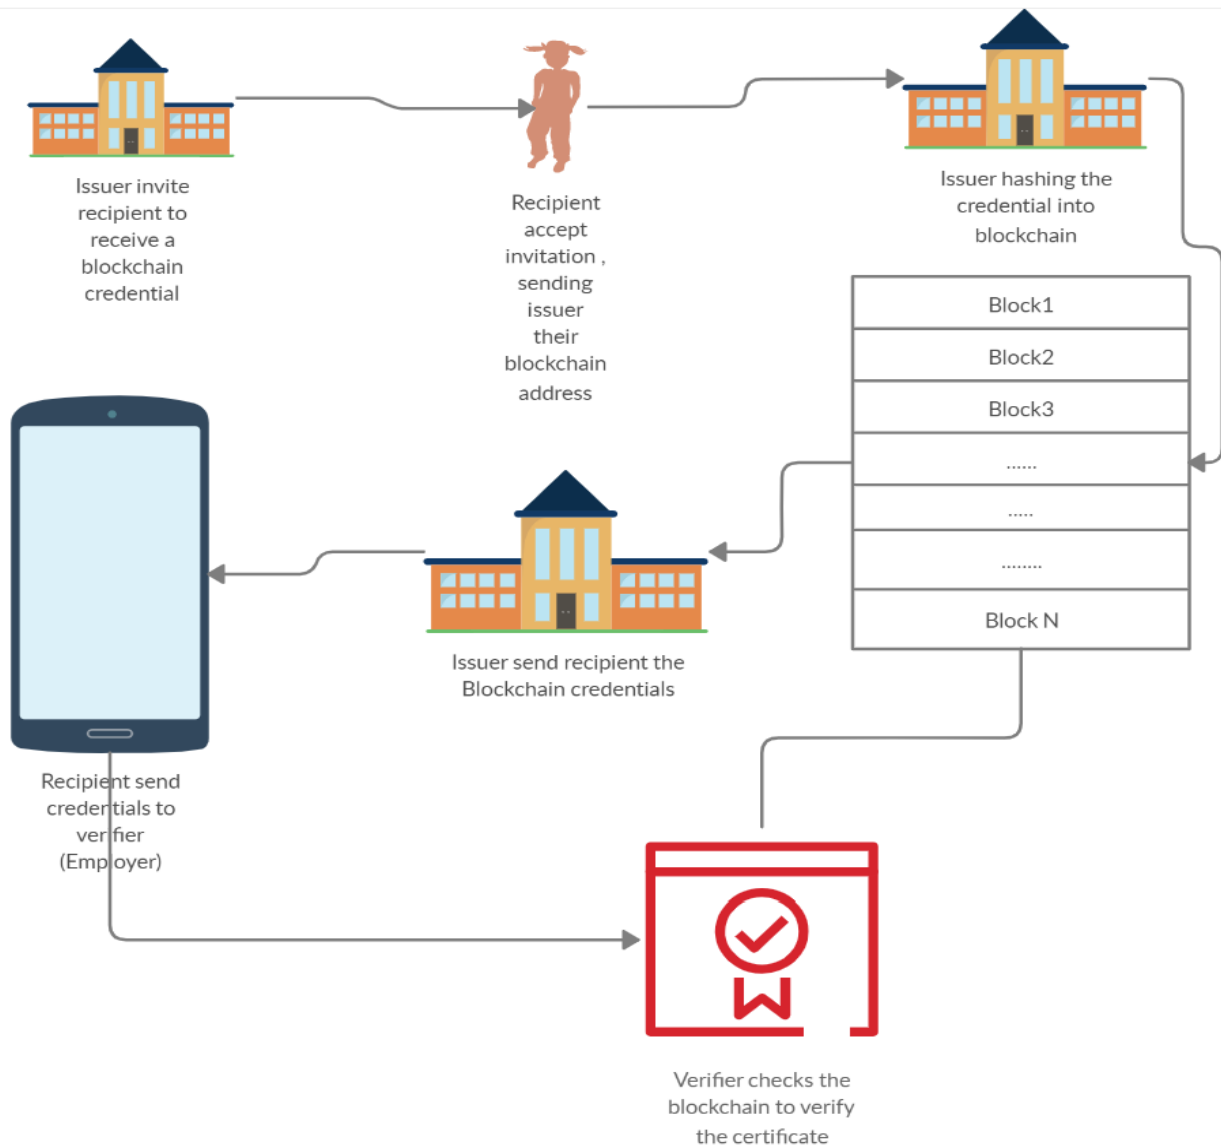 Issuer invite
recipient to
receive a
blockchain
credential
Recipient
accept
invitation ,
sending
issuer
their
blockchain
address
Issuer hashing the
credential into
blockchain
Block1
Block2
Block3
......
.....
........
Block N
Issuer send recipient the
Blockchain credentials
Recipient send
credentials to
verifier
(Employer)
Verifier checks the
blockchain to verify
the certificate